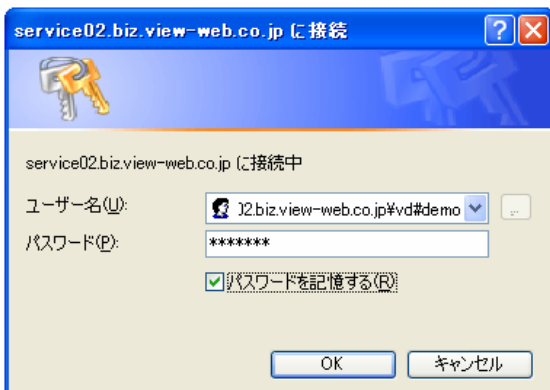 service02.biz.view-web.co.jp に接続
service02.biz.view-web.co.jp に接続中
ユーザー名(U):
02.biz.view-web.co.jp¥vd#demo
...
パスワード(P):
*******
パスワードを記憶する(R)
OK
キャンセル